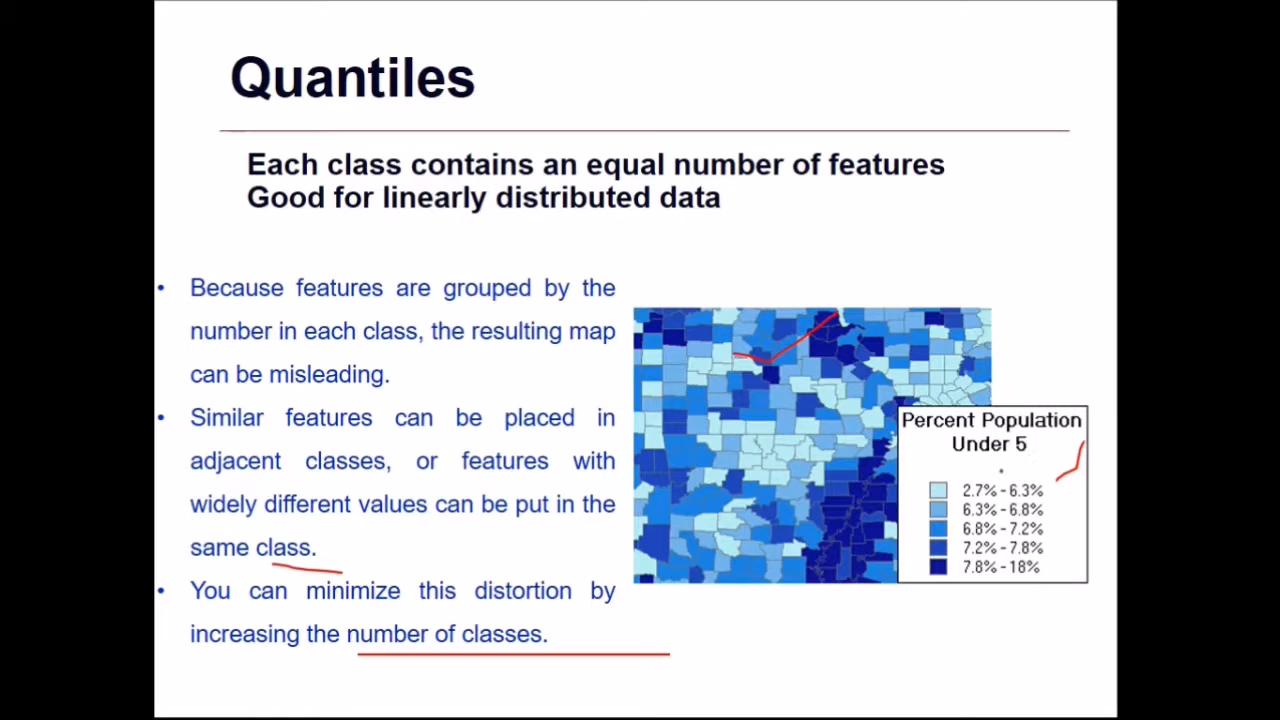 Quantiles
Each class contains an equal number of features
Good for linearly distributed data
• Because features are grouped by the
number in each class, the resulting map
can be misleading.
• Similar features can be placed in
adjacent classes, or features with
widely different values can be put in the
same class.
• You can minimize this distortion by
increasing the number of classes.
Percent Population
Under 5
2.7% - 6.3%
6.3% - 6.8%
6.8% - 7.2%
7.2% - 7.8%
7.8% - 18%